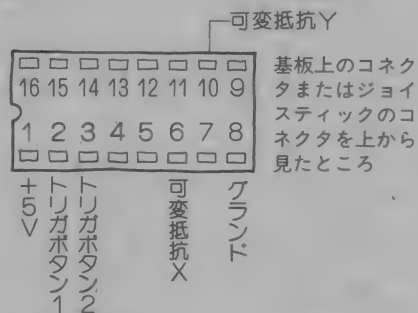 可変抵抗Y
16 15 14 13 12 11 10 9
1 2 3 4 5 6 7 8
+5V
トリガボタン1
トリガボタン2
可変抵抗X
グランド
基板上のコネク
タまたはジョイ
スティックのコ
ネクタを上から
見たところ